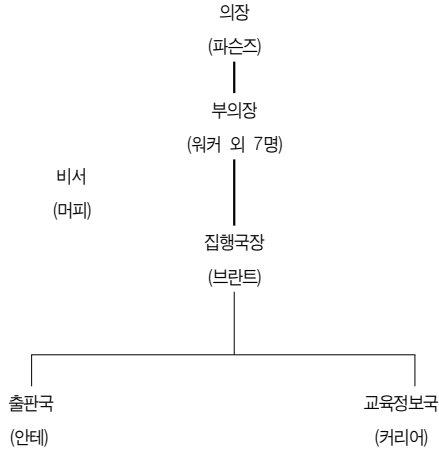 의장
(파슨즈)
부의장
(워커 외 7명)
비서
(머피)
집행국장
(브란트)
출판국
(안테)
교육정보국
(커리어)